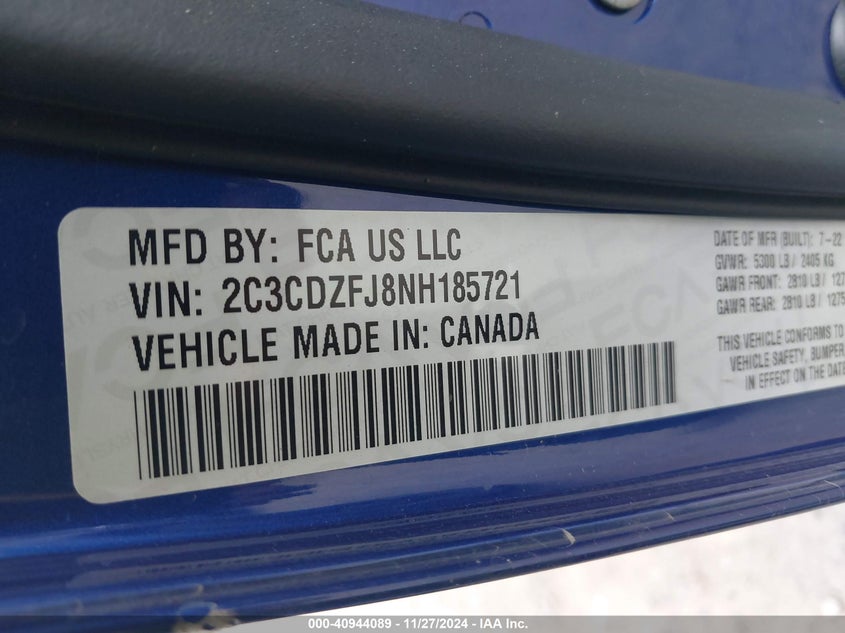 MFD BY: FCA US LLC
VIN: 2C3CDZFJ8NH185721
VEHICLE MADE IN: CANADA
DATE OF MFR (BUILT): 7-22
GVWR: 5300 LB / 2405 KG
GAWR FRONT: 2810 LB / 127
GAWR REAR: 2810 LB / 1275
THIS VEHICLE CONFORMS TO
VEHICLE SAFETY, BUMPER
IN EFFECT ON THE DATE
000-40944089 - 11/27/2024 - IAA Inc.